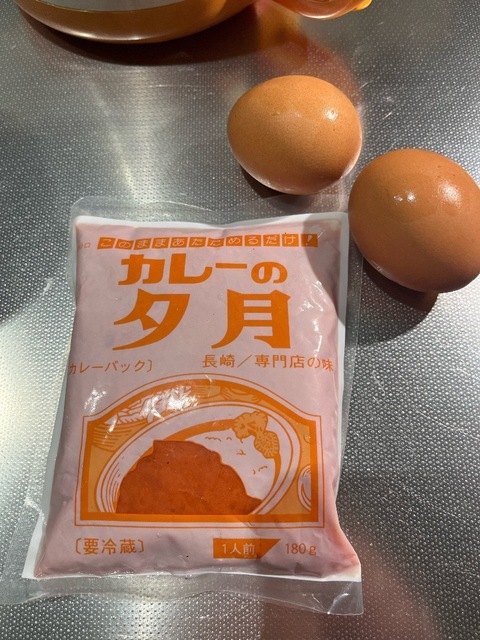 このままあたためるだけ!
カレーの
夕月
カレーパック〕
長崎/専門店の味
〔要冷蔵〕
1人前
180g